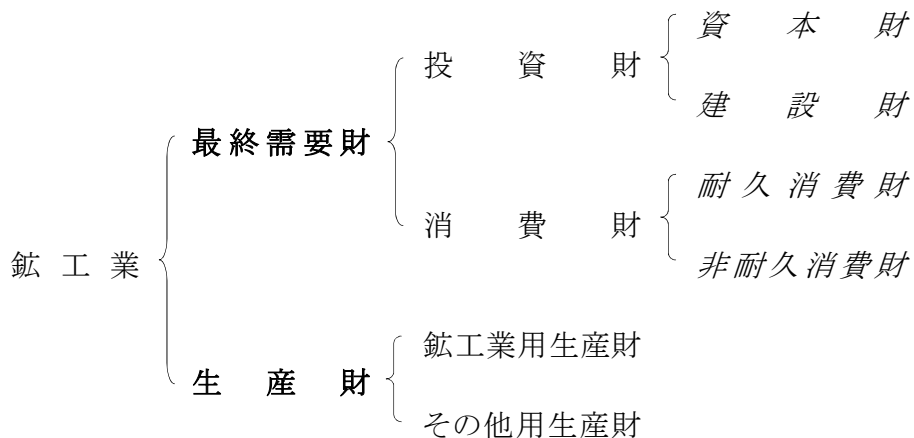 鉱工業
最終需要財
投資財
資本財
建設財
消費財
耐久消費財
非耐久消費財
生産財
鉱工業用生産財
その他用生産財